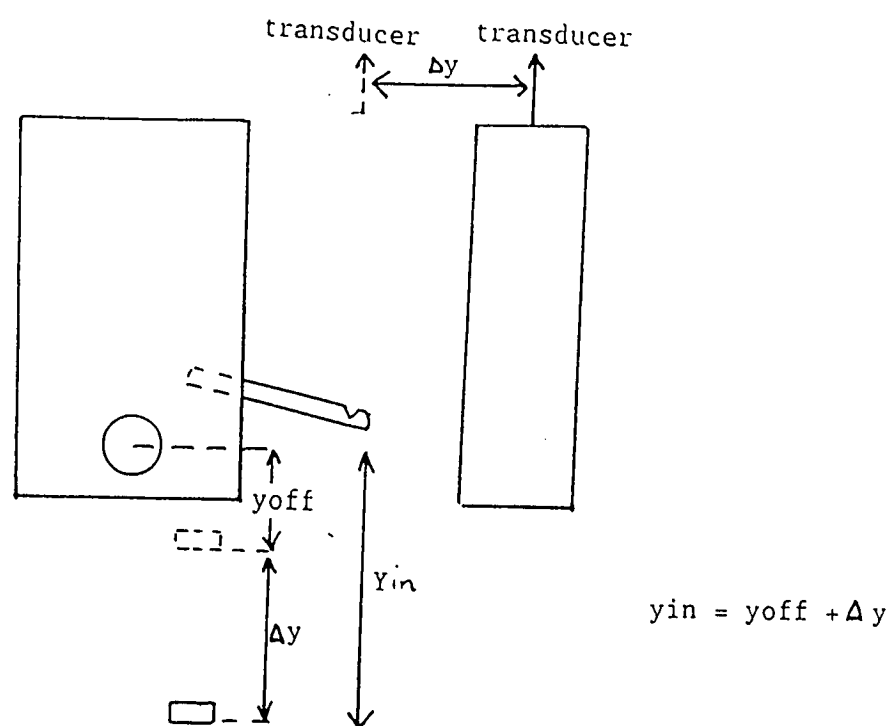 transducer transducer
Δy
yoff
Yin
Δy
yin = yoff + Δy